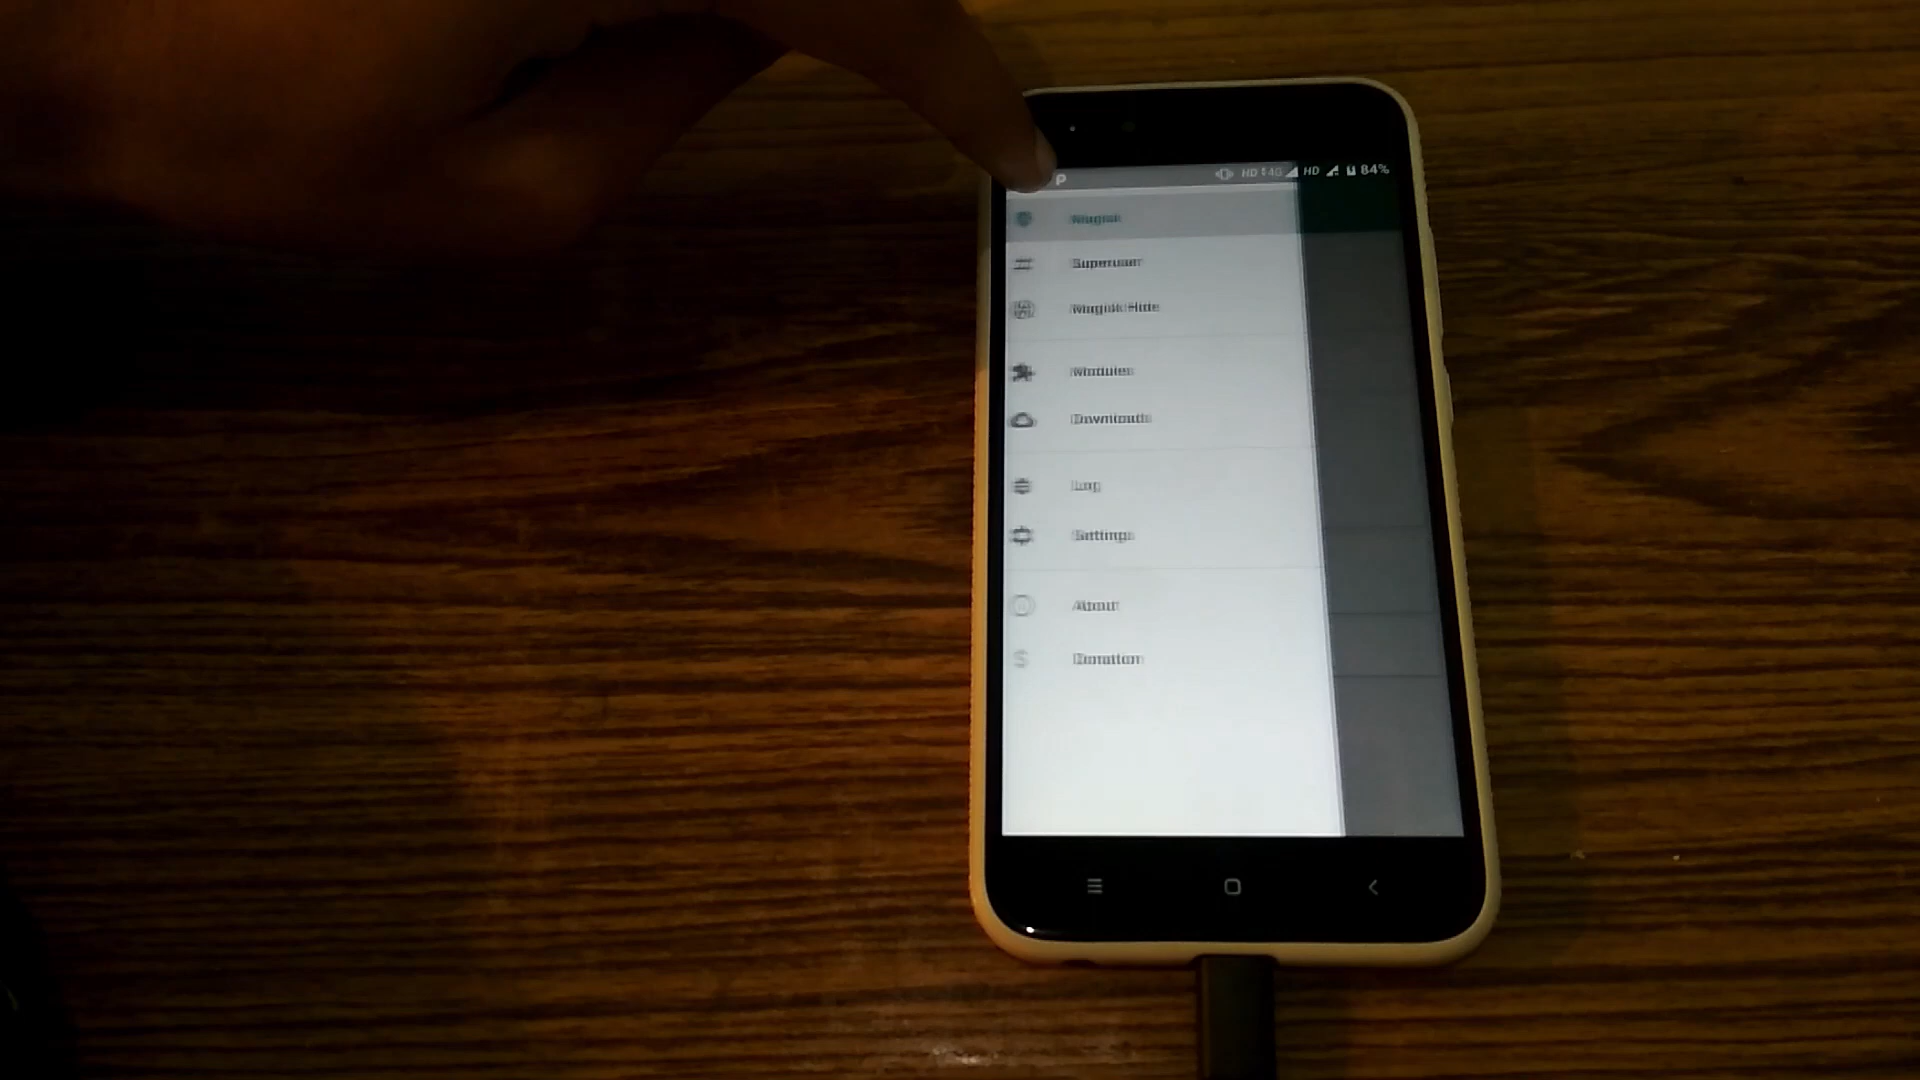 P HD 4G HD 84%
Magisk
Superuser
Magisk Hide
Modules
Downloads
Log
Settings
About
Donation